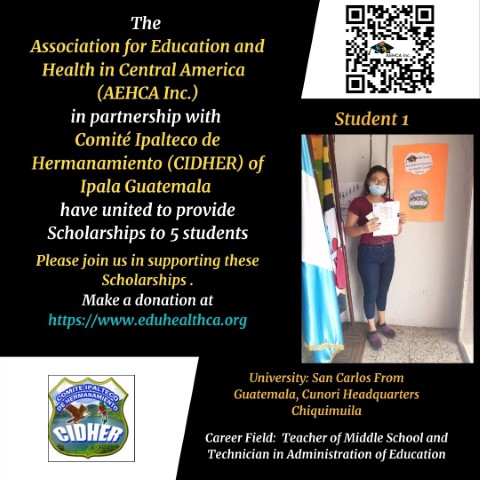 The
Association for Education and
Health in Central America
(AEHCA Inc.)
in partnership with
Comité Ipalteco de
Hermanamiento (CIDHER) of
Ipala Guatemala
have united to provide
Scholarships to 5 students
Please join us in supporting these
Scholarships .
Make a donation at
https://www.eduhealthca.org
AEHCA Inc.
Student 1
COMITE IPALTECO
DE HERMANAMIENTO
CIDHER
University: San Carlos From
Guatemala, Cunori Headquarters
Chiquimuila
Career Field: Teacher of Middle School and
Technician in Administration of Education